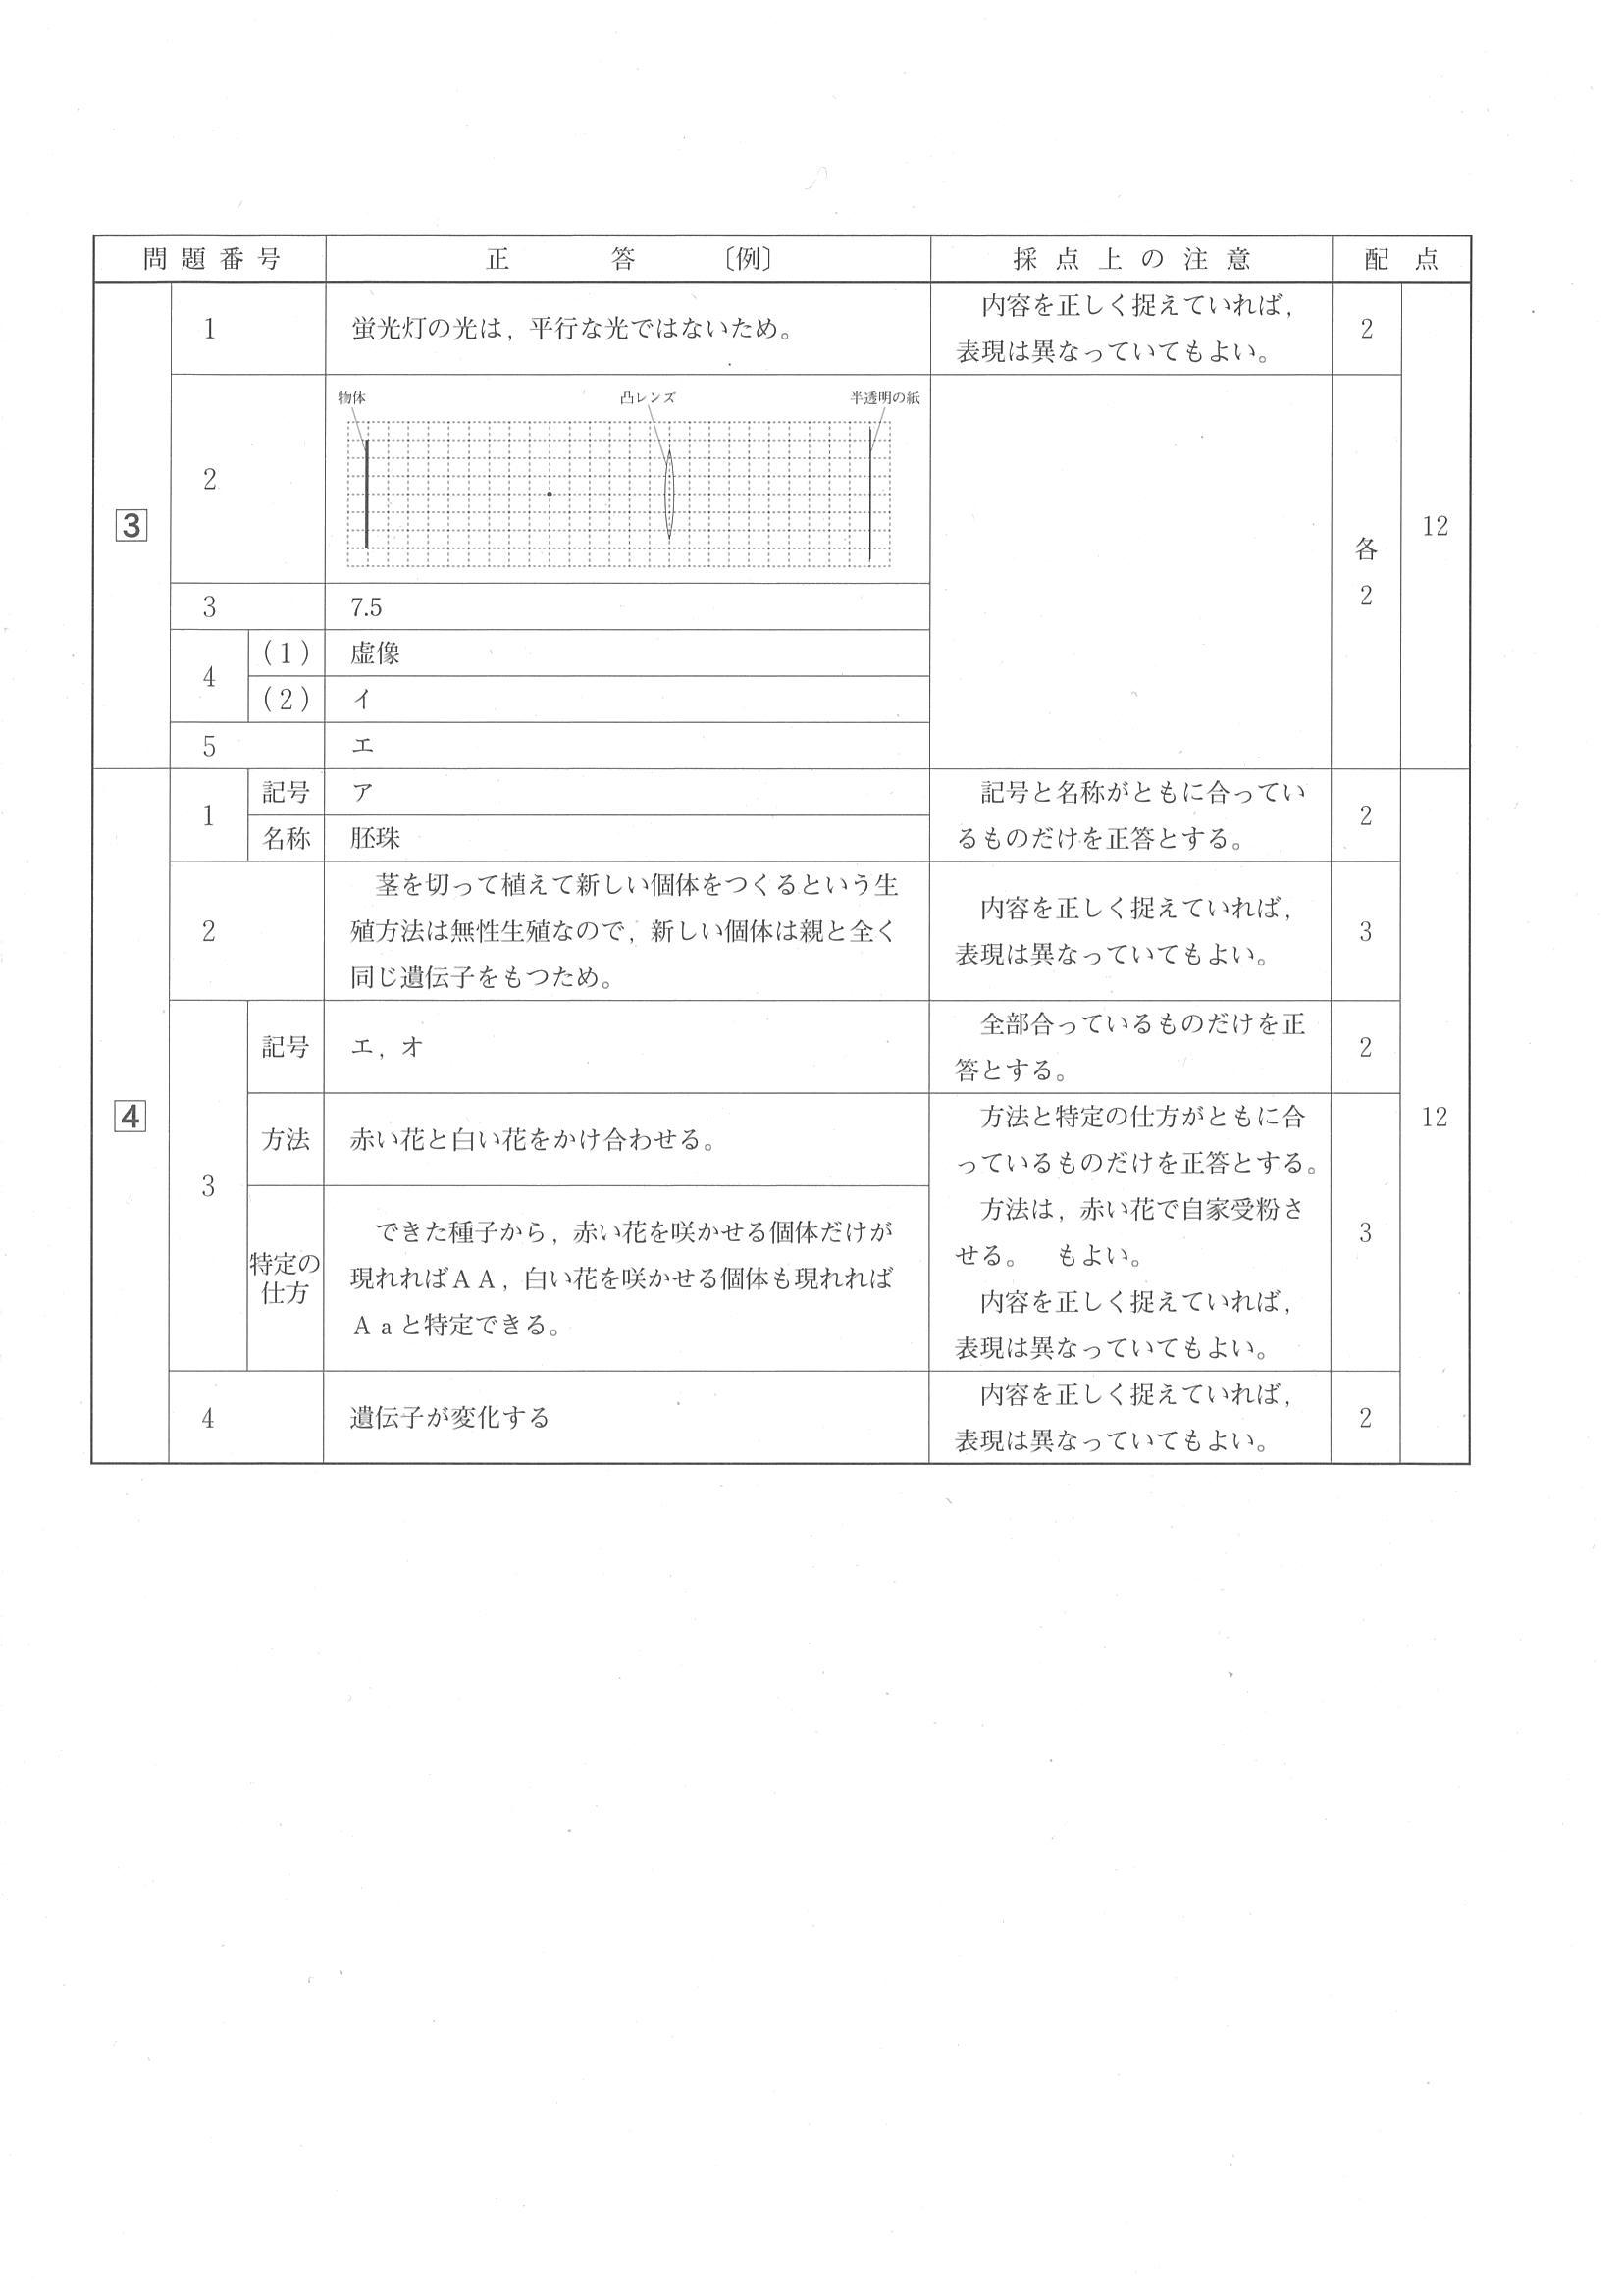 問題番号 正答〔例〕 採点上の注意 配点
3
1
蛍光灯の光は，平行な光ではないため。
内容を正しく捉えていれば，
表現は異なっていてもよい。
2
2
物体 凸レンズ 半透明の紙
各
2
12
3
7.5
4
(1)
虚像
(2)
イ
5
エ
4
1
記号
ア
名称
胚珠
記号と名称がともに合ってい
るものだけを正答とする。
2
2
茎を切って植えて新しい個体をつくるという生
殖方法は無性生殖なので，新しい個体は親と全く
同じ遺伝子をもつため。
内容を正しく捉えていれば，
表現は異なっていてもよい。
3
3
記号
エ，オ
全部合っているものだけを正
答とする。
2
方法
赤い花と白い花をかけ合わせる。
特定の
仕方
できた種子から，赤い花を咲かせる個体だけが
現れればＡＡ，白い花を咲かせる個体も現れれば
Ａａと特定できる。
方法と特定の仕方がともに合
っているものだけを正答とする。
方法は，赤い花で自家受粉さ
せる。　もよい。
内容を正しく捉えていれば，
表現は異なっていてもよい。
3
12
4
遺伝子が変化する
内容を正しく捉えていれば，
表現は異なっていてもよい。
2